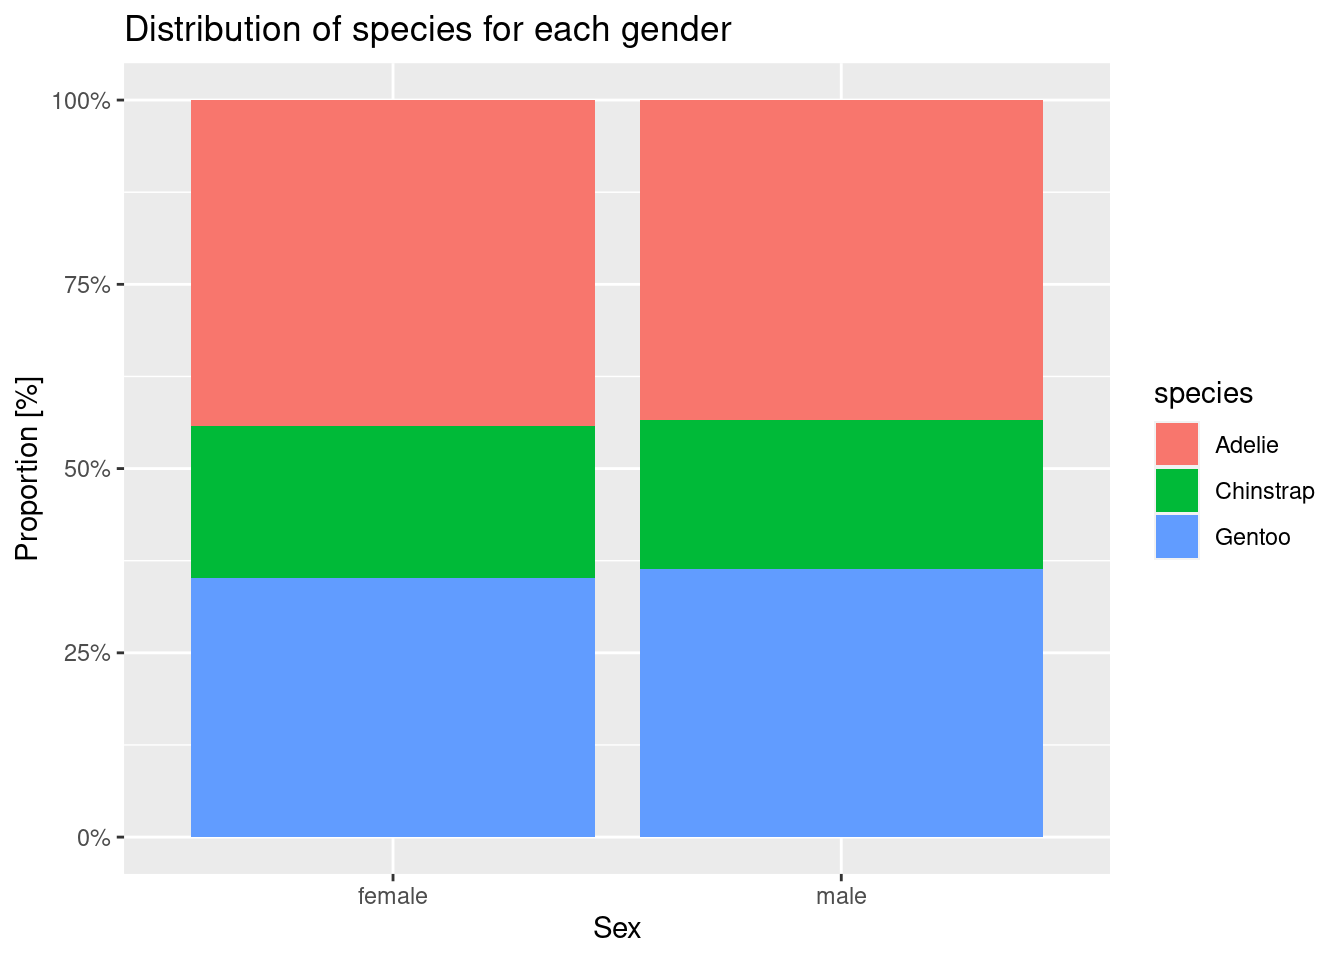 Distribution of species for each gender
100%
75%
50%
25%
0%
Proportion [%]
female
male
Sex
species
Adelie
Chinstrap
Gentoo